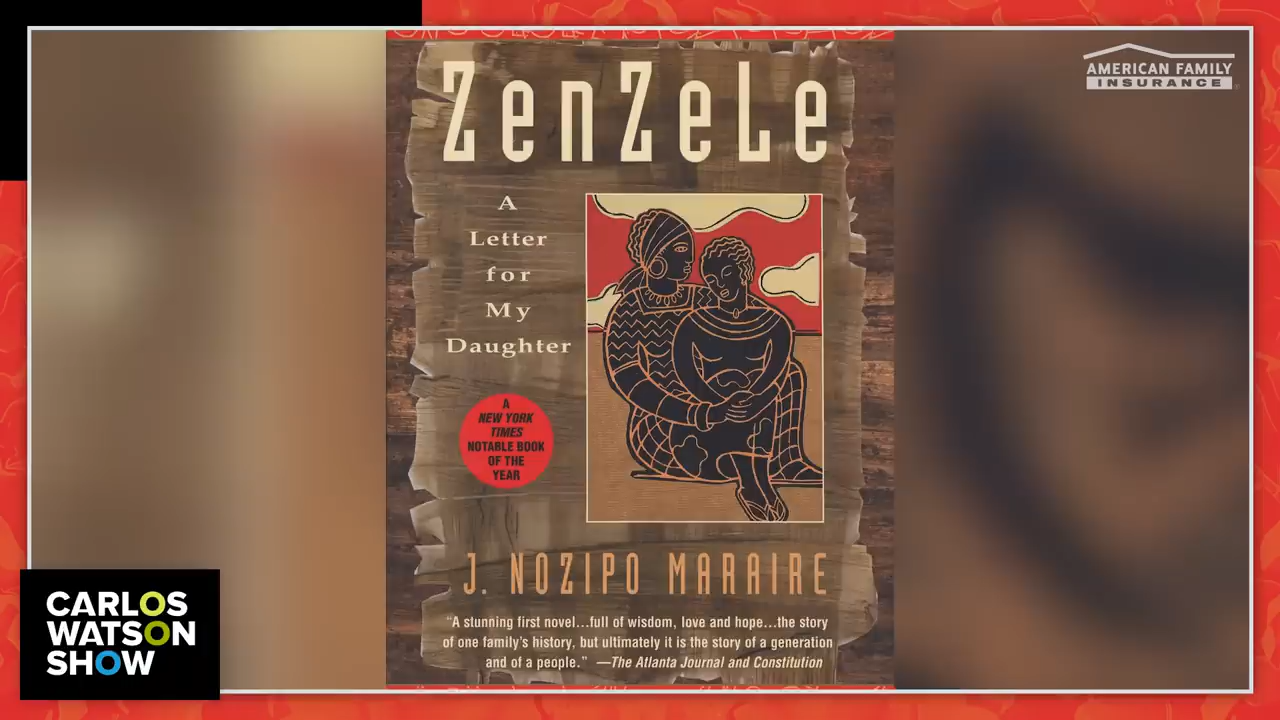 AMERICAN FAMILY
INSURANCE
ZenZeLe
A
Letter
for
My
Daughter
A
NEW YORK
TIMES
NOTABLE BOOK
OF THE
YEAR
J. NOZIPO MARAIRE
“A stunning first novel...full of wisdom, love and hope...the story
of one family's history, but ultimately it is the story of a generation
and of a people.” —The Atlanta Journal and Constitution
CARLOS
WATSON
SHOW